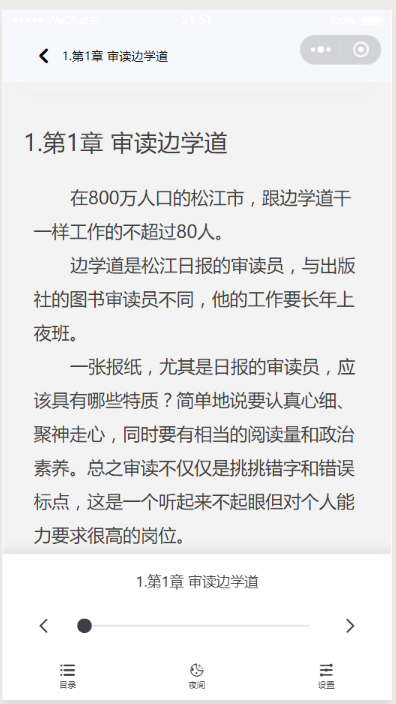 1.第1章 审读边学道
1.第1章 审读边学道
在800万人口的松江市，跟边学道干
一样工作的不超过80人。
边学道是松江日报的审读员，与出版
社的图书审读员不同，他的工作要长年上
夜班。
一张报纸，尤其是日报的审读员，应
该具有哪些特质？简单地说要认真心细、
聚神走心，同时要有相当的阅读量和政治
素养。总之审读不仅仅是挑挑错字和错误
标点，这是一个听起来不起眼但对个人能
力要求很高的岗位。
1.第1章 审读边学道
目录 夜间 设置